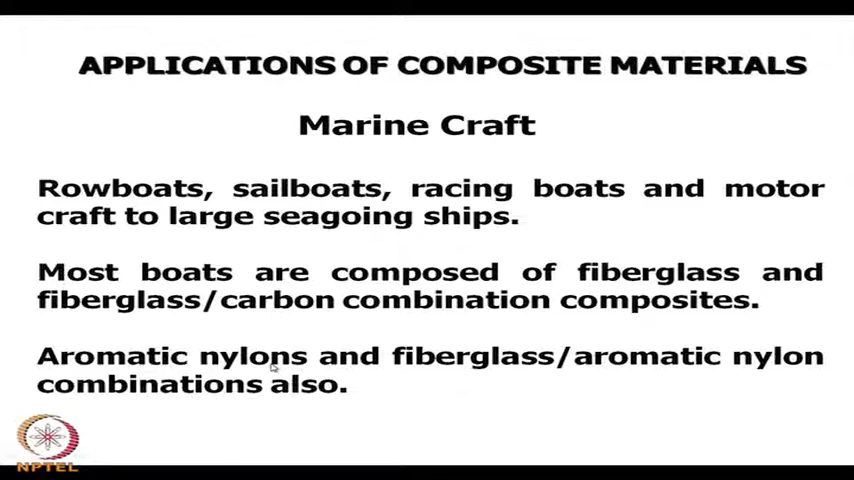 APPLICATIONS OF COMPOSITE MATERIALS
Marine Craft
Rowboats, sailboats, racing boats and motor
craft to large seagoing ships.
Most boats are composed of fiberglass and
fiberglass/carbon combination composites.
Aromatic nylons and fiberglass/aromatic nylon
combinations also.
NPTEL